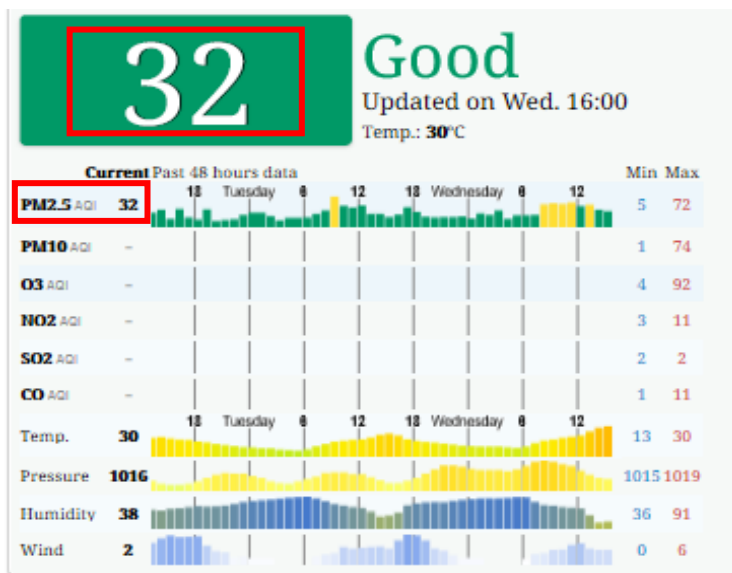 32
Good
Updated on Wed. 16:00
Temp.: 30°C
Current Past 48 hours data Min Max
18 Tuesday 6 12 18 Wednesday 6 12
PM2.5 AQI 32 5 72
PM10 AQI - 1 74
O3 AQI - 4 92
NO2 AQI - 3 11
SO2 AQI - 2 2
CO AQI - 1 11
18 Tuesday 6 12 18 Wednesday 6 12
Temp. 30 13 30
Pressure 1016 1015 1019
Humidity 38 36 91
Wind 2 0 6